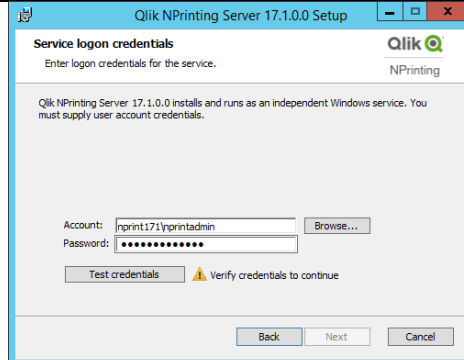 Qlik NPrinting Server 17.1.0.0 Setup
Service logon credentials
Enter logon credentials for the service.
Qlik
NPrinting
Qlik NPrinting Server 17.1.0.0 installs and runs as an independent Windows service. You
must supply user account credentials.
Account: nprint171\nprintadmin Browse...
Password: •••••••••••••
Test credentials Verify credentials to continue
Back Next Cancel